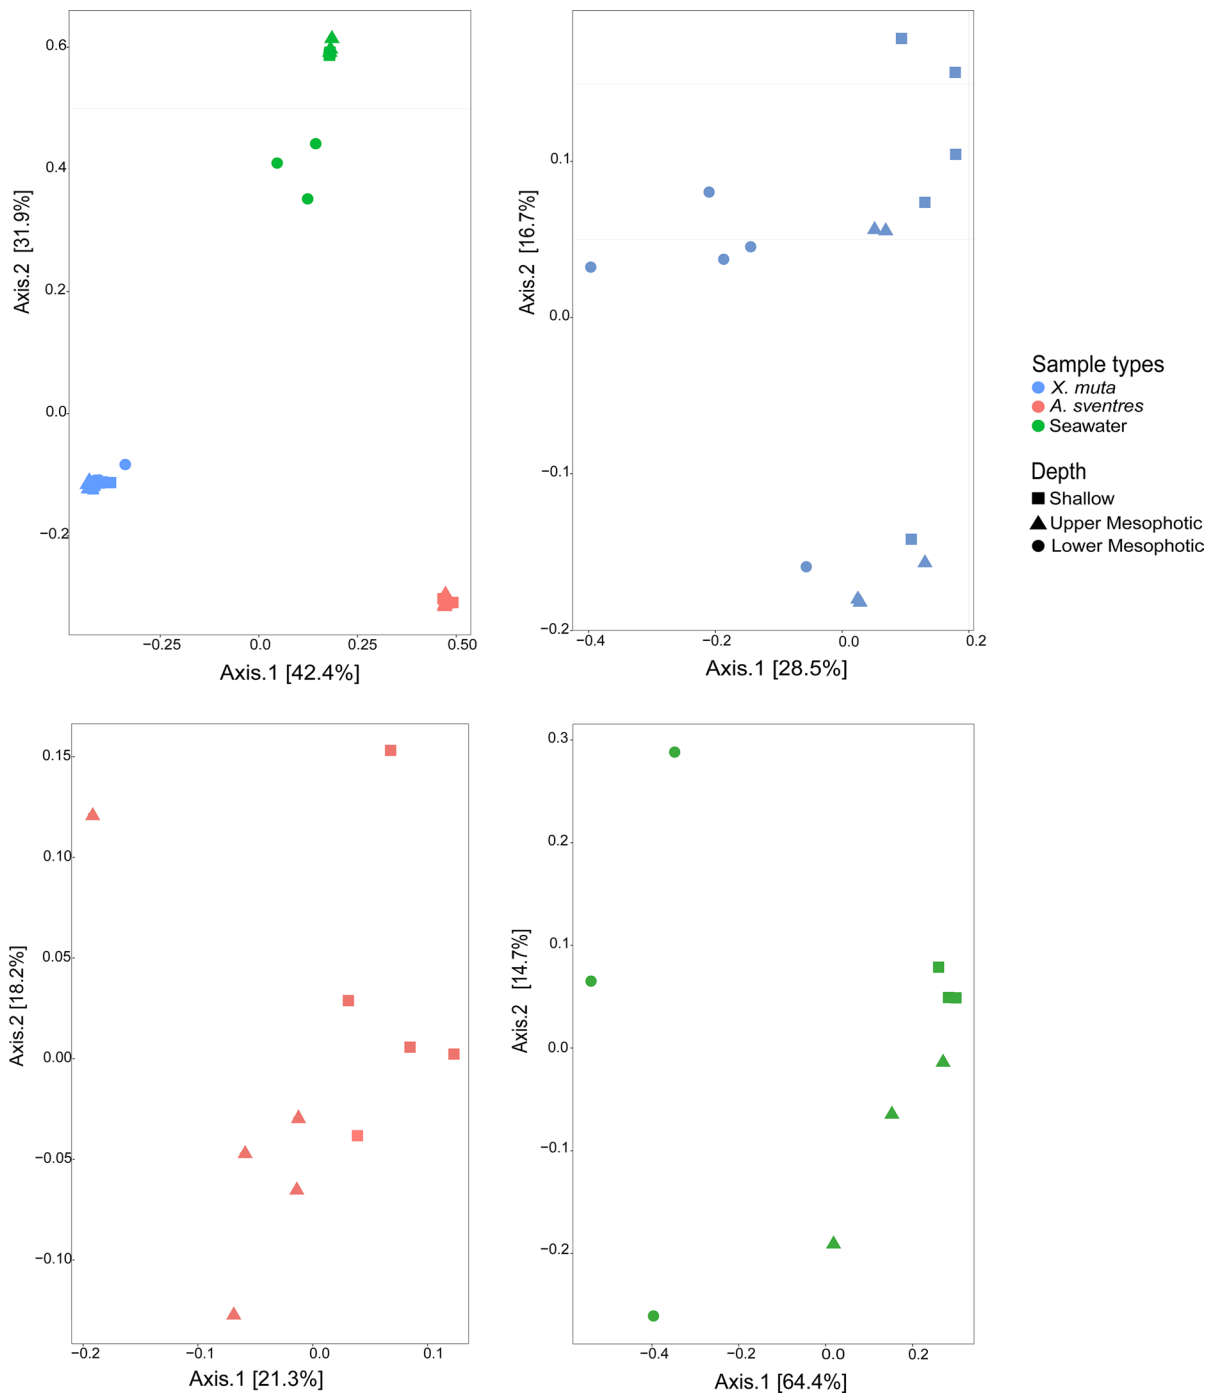 0.6
0.4
0.2
0.0
−0.2
Axis.2 [31.9%]
−0.25
0.0
0.25
0.50
Axis.1 [42.4%]
0.1
0.0
−0.1
−0.2
Axis.2 [16.7%]
−0.4
−0.2
0.0
0.2
Axis.1 [28.5%]
Sample types
X. muta
A. sventres
Seawater
Depth
Shallow
Upper Mesophotic
Lower Mesophotic
0.15
0.10
0.05
0.00
−0.05
−0.10
Axis.2 [18.2%]
−0.2
−0.1
0.0
0.1
Axis.1 [21.3%]
0.3
0.2
0.1
0.0
−0.1
−0.2
Axis.2 [14.7%]
−0.4
−0.2
0.0
0.2
Axis.1 [64.4%]